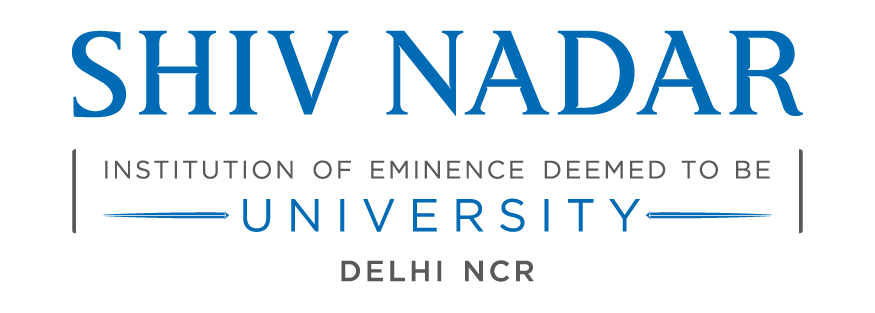 SHIV NADAR
INSTITUTION OF EMINENCE DEEMED TO BE
UNIVERSITY
DELHI NCR